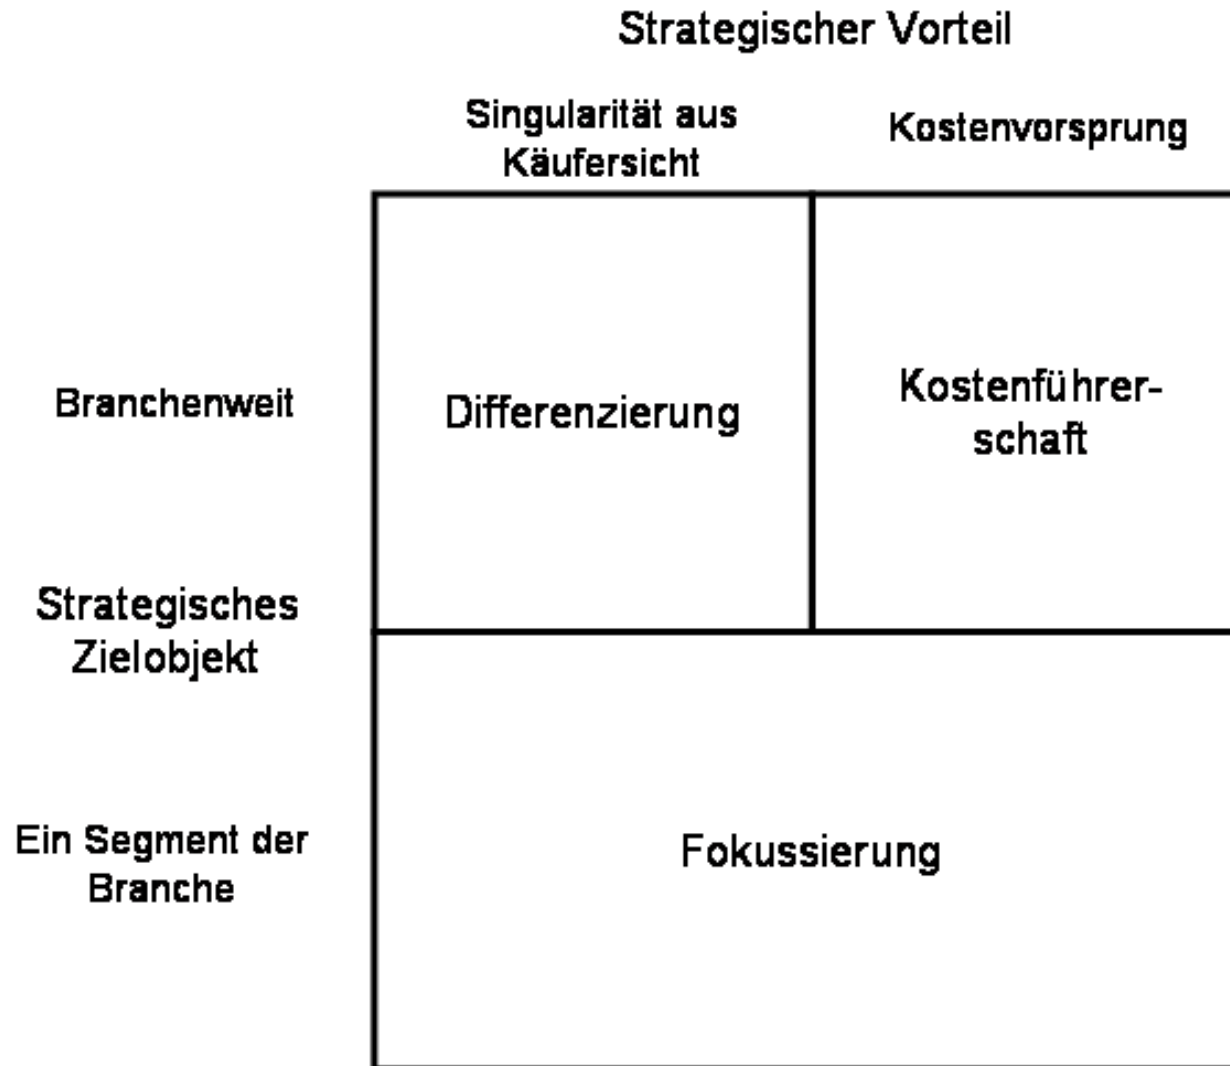 Strategischer Vorteil
Singularität aus
Käufersicht
Kostenvorsprung
Branchenweit
Differenzierung
Kostenführer-
schaft
Strategisches
Zielobjekt
Ein Segment der
Branche
Fokussierung